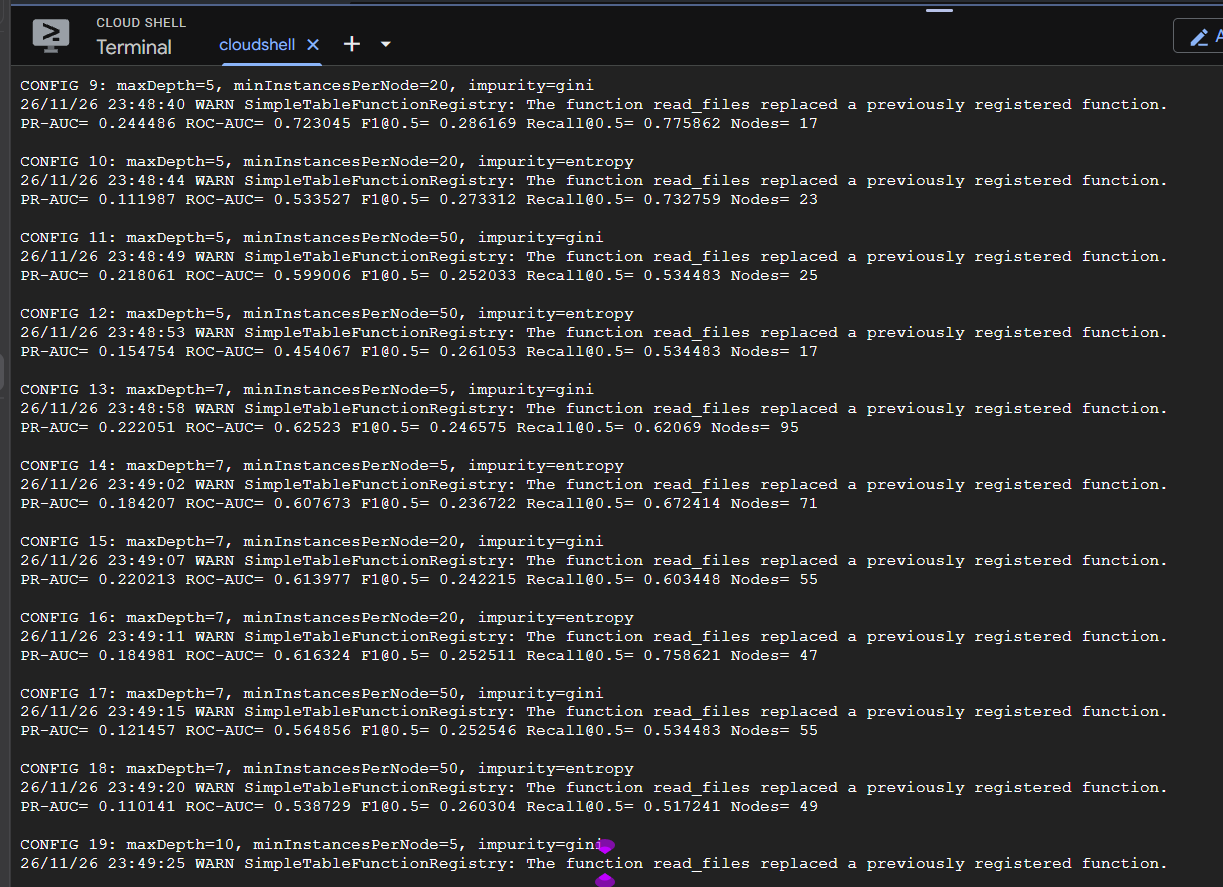 CLOUD SHELL
Terminal
cloudshell
A
CONFIG 9: maxDepth=5, minInstancesPerNode=20, impurity=gini
26/11/26 23:48:40 WARN SimpleTableFunctionRegistry: The function read_files replaced a previously registered function.
PR-AUC= 0.244486 ROC-AUC= 0.723045 F1@0.5= 0.286169 Recall@0.5= 0.775862 Nodes= 17
CONFIG 10: maxDepth=5, minInstancesPerNode=20, impurity=entropy
26/11/26 23:48:44 WARN SimpleTableFunctionRegistry: The function read_files replaced a previously registered function.
PR-AUC= 0.111987 ROC-AUC= 0.533527 F1@0.5= 0.273312 Recall@0.5= 0.732759 Nodes= 23
CONFIG 11: maxDepth=5, minInstancesPerNode=50, impurity=gini
26/11/26 23:48:49 WARN SimpleTableFunctionRegistry: The function read_files replaced a previously registered function.
PR-AUC= 0.218061 ROC-AUC= 0.599006 F1@0.5= 0.252033 Recall@0.5= 0.534483 Nodes= 25
CONFIG 12: maxDepth=5, minInstancesPerNode=50, impurity=entropy
26/11/26 23:48:53 WARN SimpleTableFunctionRegistry: The function read_files replaced a previously registered function.
PR-AUC= 0.154754 ROC-AUC= 0.454067 F1@0.5= 0.261053 Recall@0.5= 0.534483 Nodes= 17
CONFIG 13: maxDepth=7, minInstancesPerNode=5, impurity=gini
26/11/26 23:48:58 WARN SimpleTableFunctionRegistry: The function read_files replaced a previously registered function.
PR-AUC= 0.222051 ROC-AUC= 0.62523 F1@0.5= 0.246575 Recall@0.5= 0.62069 Nodes= 95
CONFIG 14: maxDepth=7, minInstancesPerNode=5, impurity=entropy
26/11/26 23:49:02 WARN SimpleTableFunctionRegistry: The function read_files replaced a previously registered function.
PR-AUC= 0.184207 ROC-AUC= 0.607673 F1@0.5= 0.236722 Recall@0.5= 0.672414 Nodes= 71
CONFIG 15: maxDepth=7, minInstancesPerNode=20, impurity=gini
26/11/26 23:49:07 WARN SimpleTableFunctionRegistry: The function read_files replaced a previously registered function.
PR-AUC= 0.220213 ROC-AUC= 0.613977 F1@0.5= 0.242215 Recall@0.5= 0.603448 Nodes= 55
CONFIG 16: maxDepth=7, minInstancesPerNode=20, impurity=entropy
26/11/26 23:49:11 WARN SimpleTableFunctionRegistry: The function read_files replaced a previously registered function.
PR-AUC= 0.184981 ROC-AUC= 0.616324 F1@0.5= 0.252511 Recall@0.5= 0.758621 Nodes= 47
CONFIG 17: maxDepth=7, minInstancesPerNode=50, impurity=gini
26/11/26 23:49:15 WARN SimpleTableFunctionRegistry: The function read_files replaced a previously registered function.
PR-AUC= 0.121457 ROC-AUC= 0.564856 F1@0.5= 0.252546 Recall@0.5= 0.534483 Nodes= 55
CONFIG 18: maxDepth=7, minInstancesPerNode=50, impurity=entropy
26/11/26 23:49:20 WARN SimpleTableFunctionRegistry: The function read_files replaced a previously registered function.
PR-AUC= 0.110141 ROC-AUC= 0.538729 F1@0.5= 0.260304 Recall@0.5= 0.517241 Nodes= 49
CONFIG 19: maxDepth=10, minInstancesPerNode=5, impurity=gini
26/11/26 23:49:25 WARN SimpleTableFunctionRegistry: The function read_files replaced a previously registered function.